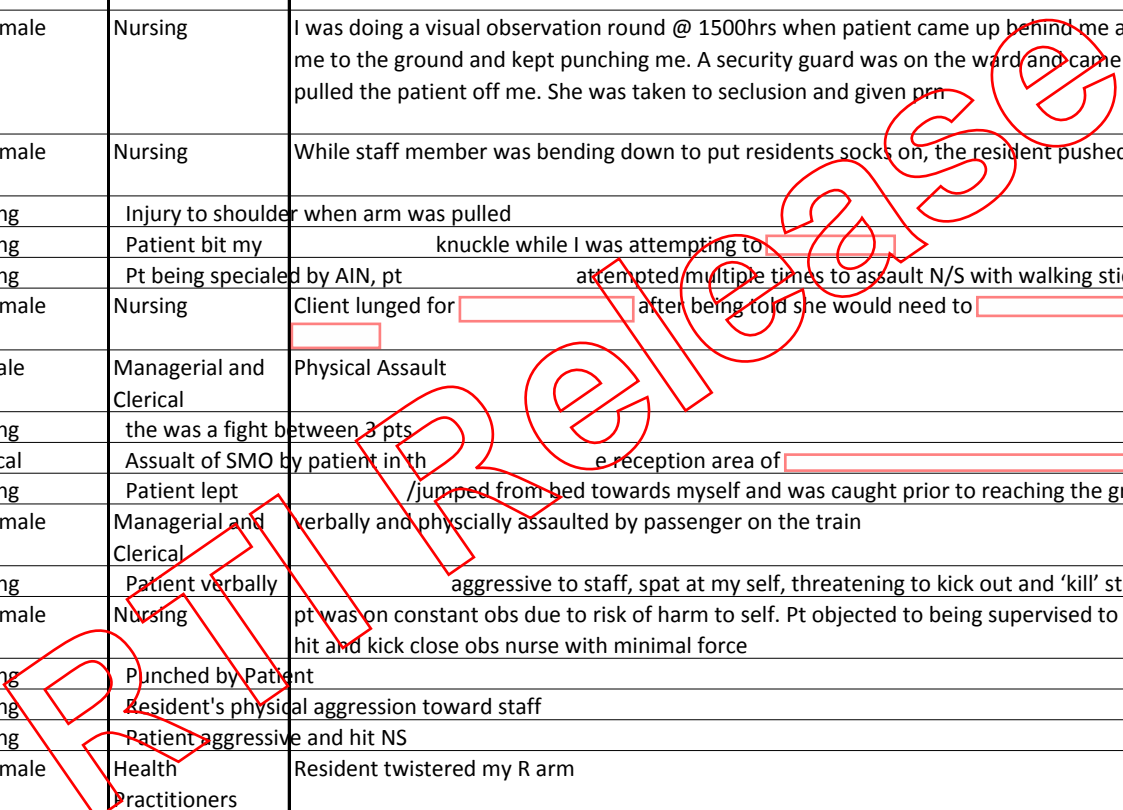 male Nursing I was doing a visual observation round @ 1500hrs when patient came up behind me a
me to the ground and kept punching me. A security guard was on the ward and came
pulled the patient off me. She was taken to seclusion and given prn
male Nursing While staff member was bending down to put residents socks on, the resident pushed
ng Injury to shoulder when arm was pulled
ng Patient bit my knuckle while I was attempting to
ng Pt being specialed by AIN, pt attempted multiple times to assault N/S with walking sti
male Nursing Client lunged for after being told she would need to
ale Managerial and Physical Assault
Clerical
ng the was a fight between 3 pts
cal Assualt of SMO by patient in th e reception area of
ng Patient lept /jumped from bed towards myself and was caught prior to reaching the gr
male Managerial and verbally and physcially assaulted by passenger on the train
Clerical
ng Patient verbally aggressive to staff, spat at my self, threatening to kick out and ‘kill’ st
male Nursing pt was on constant obs due to risk of harm to self. Pt objected to being supervised to
hit and kick close obs nurse with minimal force
ng Punched by Patient
ng Resident's physical aggression toward staff
ng Patient aggressive and hit NS
male Health Resident twistered my R arm
Practitioners
RTI Release